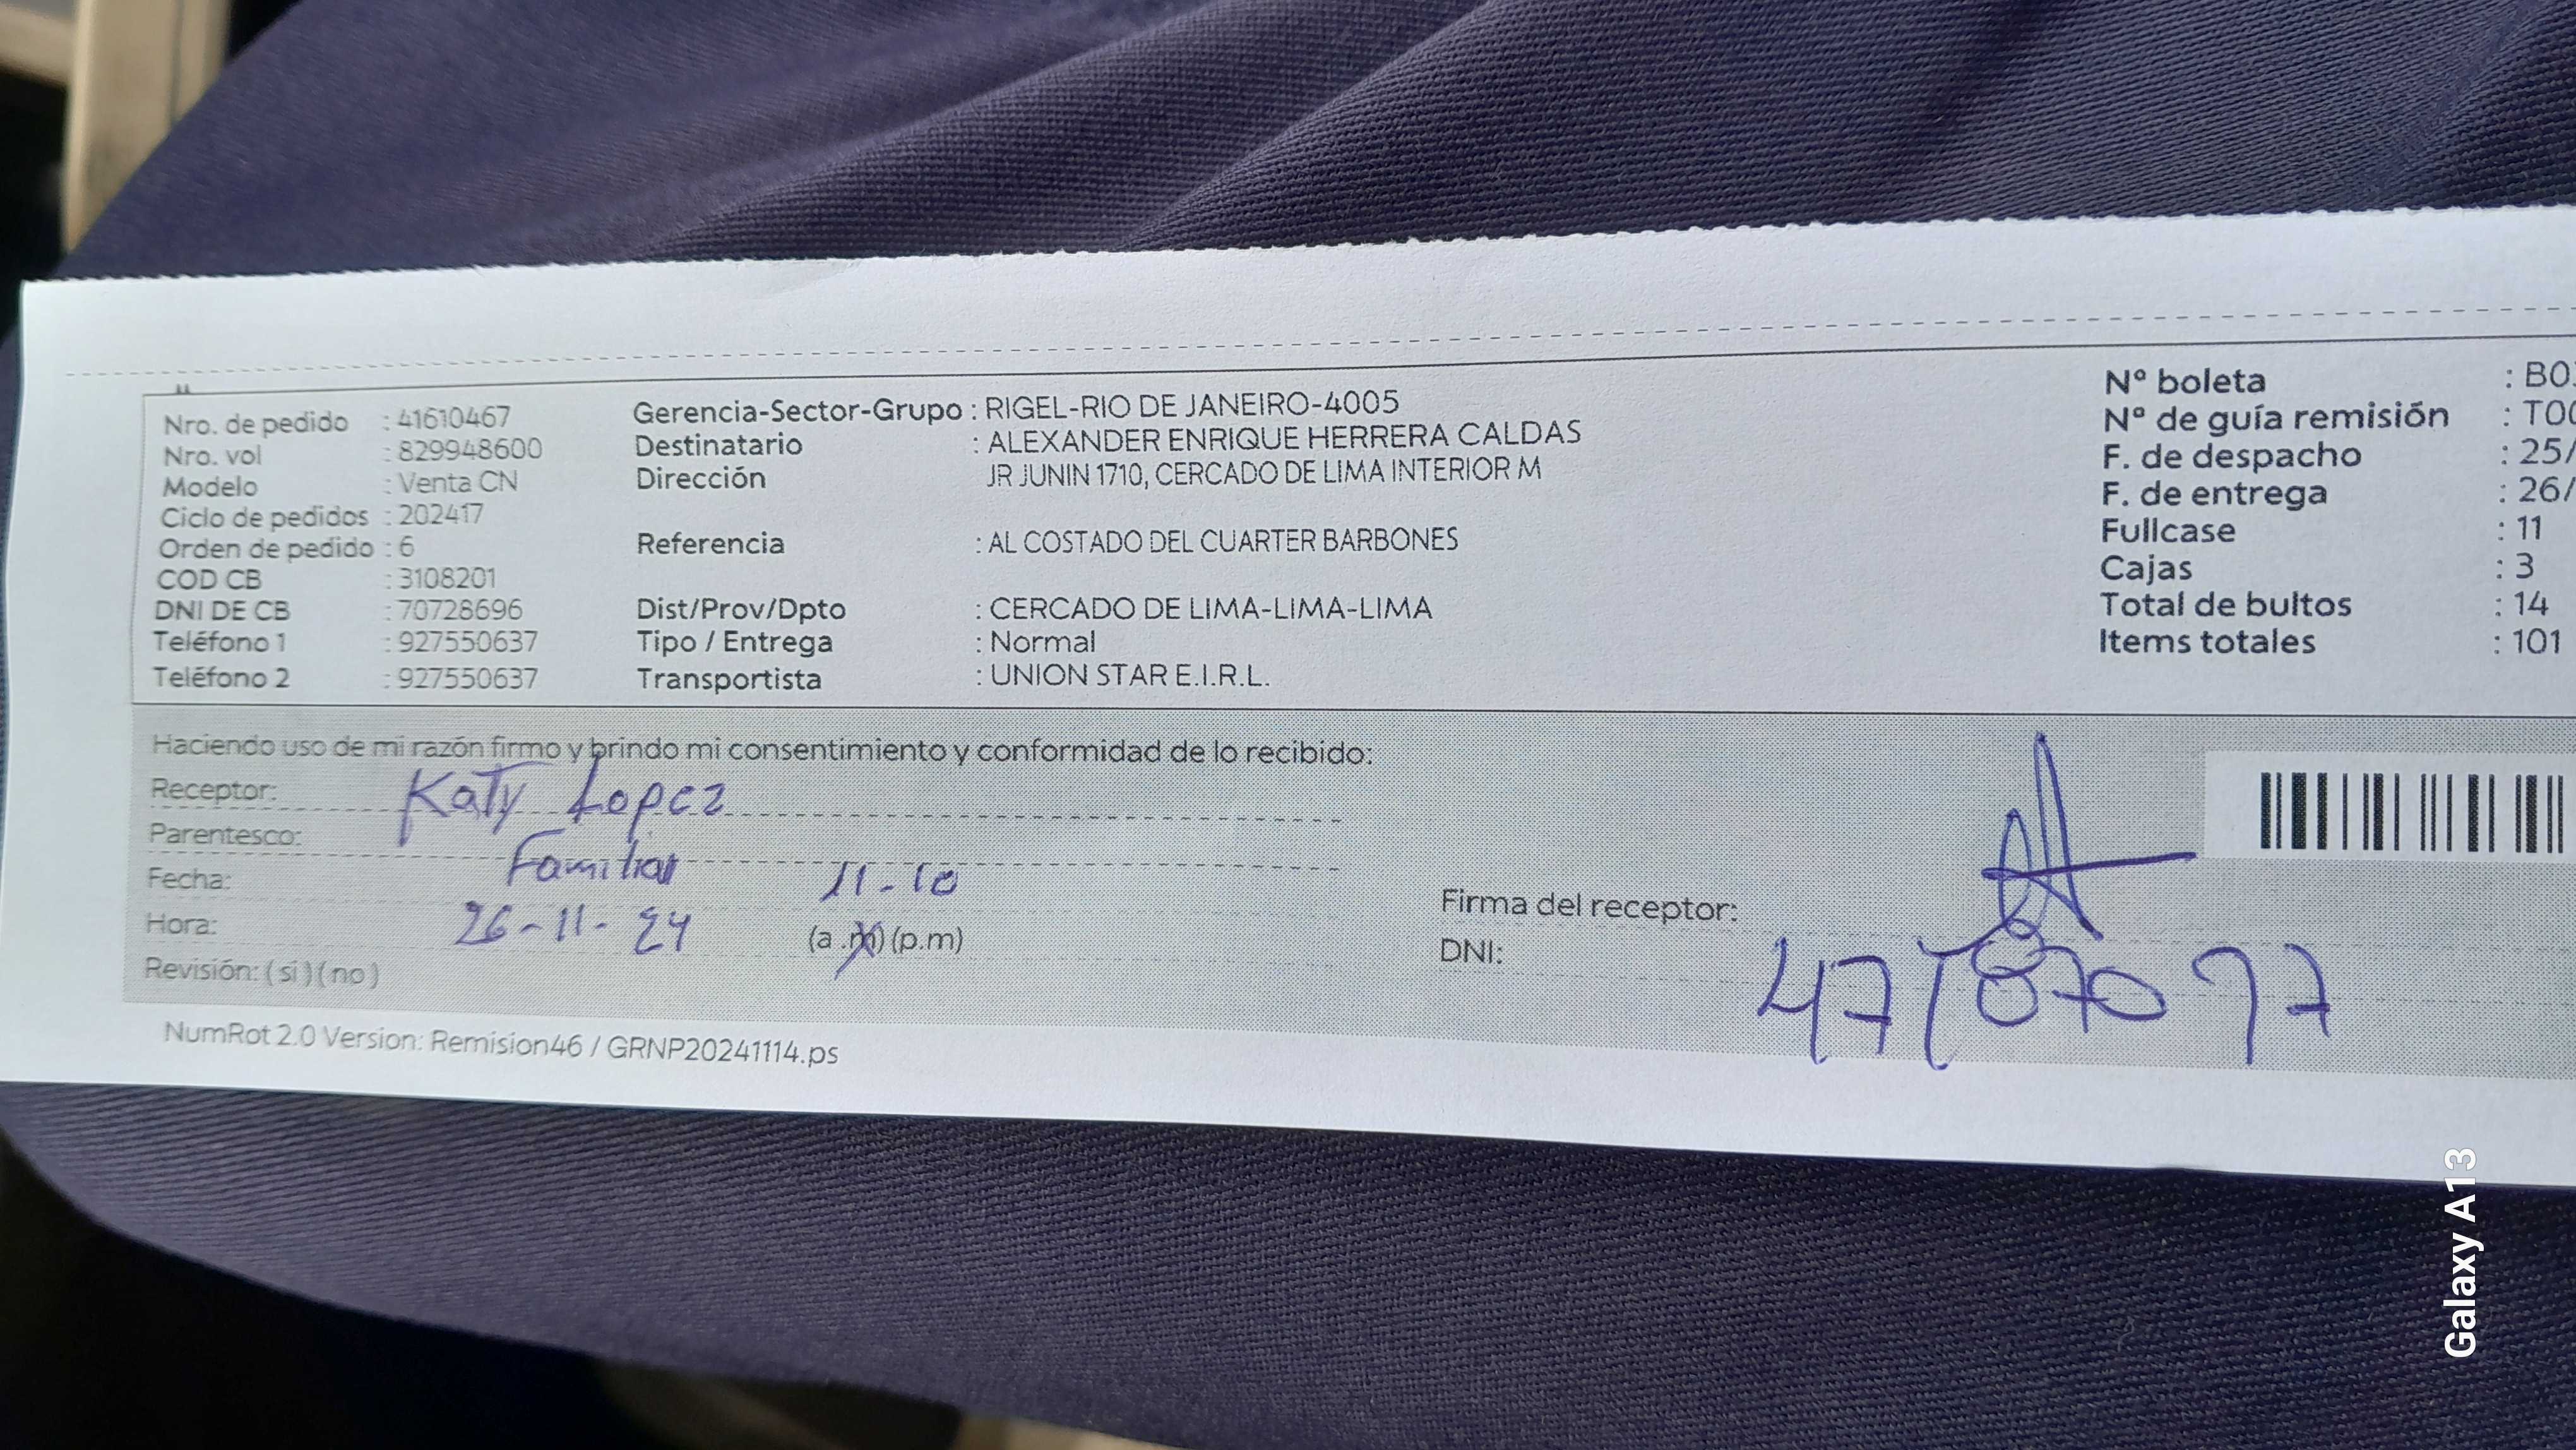 Nro. de pedido : 41610467
Nro. vol : 829948600
Modelo : Venta CN
Ciclo de pedidos : 202417
Orden de pedido : 6
COD CB : 3108201
DNI DE CB : 70728696
Teléfono 1 : 927550637
Teléfono 2 : 927550637
Gerencia-Sector-Grupo : RIGEL-RIO DE JANEIRO-4005
Destinatario : ALEXANDER ENRIQUE HERRERA CALDAS
Dirección JR JUNIN 1710, CERCADO DE LIMA INTERIOR M
Referencia : AL COSTADO DEL CUARTER BARBONES
Dist/Prov/Dpto : CERCADO DE LIMA-LIMA-LIMA
Tipo / Entrega : Normal
Transportista : UNION STAR E.I.R.L.
Nº boleta : B0
Nº de guía remisión : T00
F. de despacho : 25/
F. de entrega : 26/
Fullcase : 11
Cajas : 3
Total de bultos : 14
Items totales : 101
Haciendo uso de mi razón firmo y brindo mi consentimiento y conformidad de lo recibido:
Receptor: Katy Lopez
Parentesco: Familiar
Fecha: 11-10
Hora: 26-11-24 (a.m)(p.m)
Revisión: (si)(no)
Firma del receptor:
DNI:
NumRot 2.0 Version: Remision46 / GRNP20241114.ps
Galaxy A13